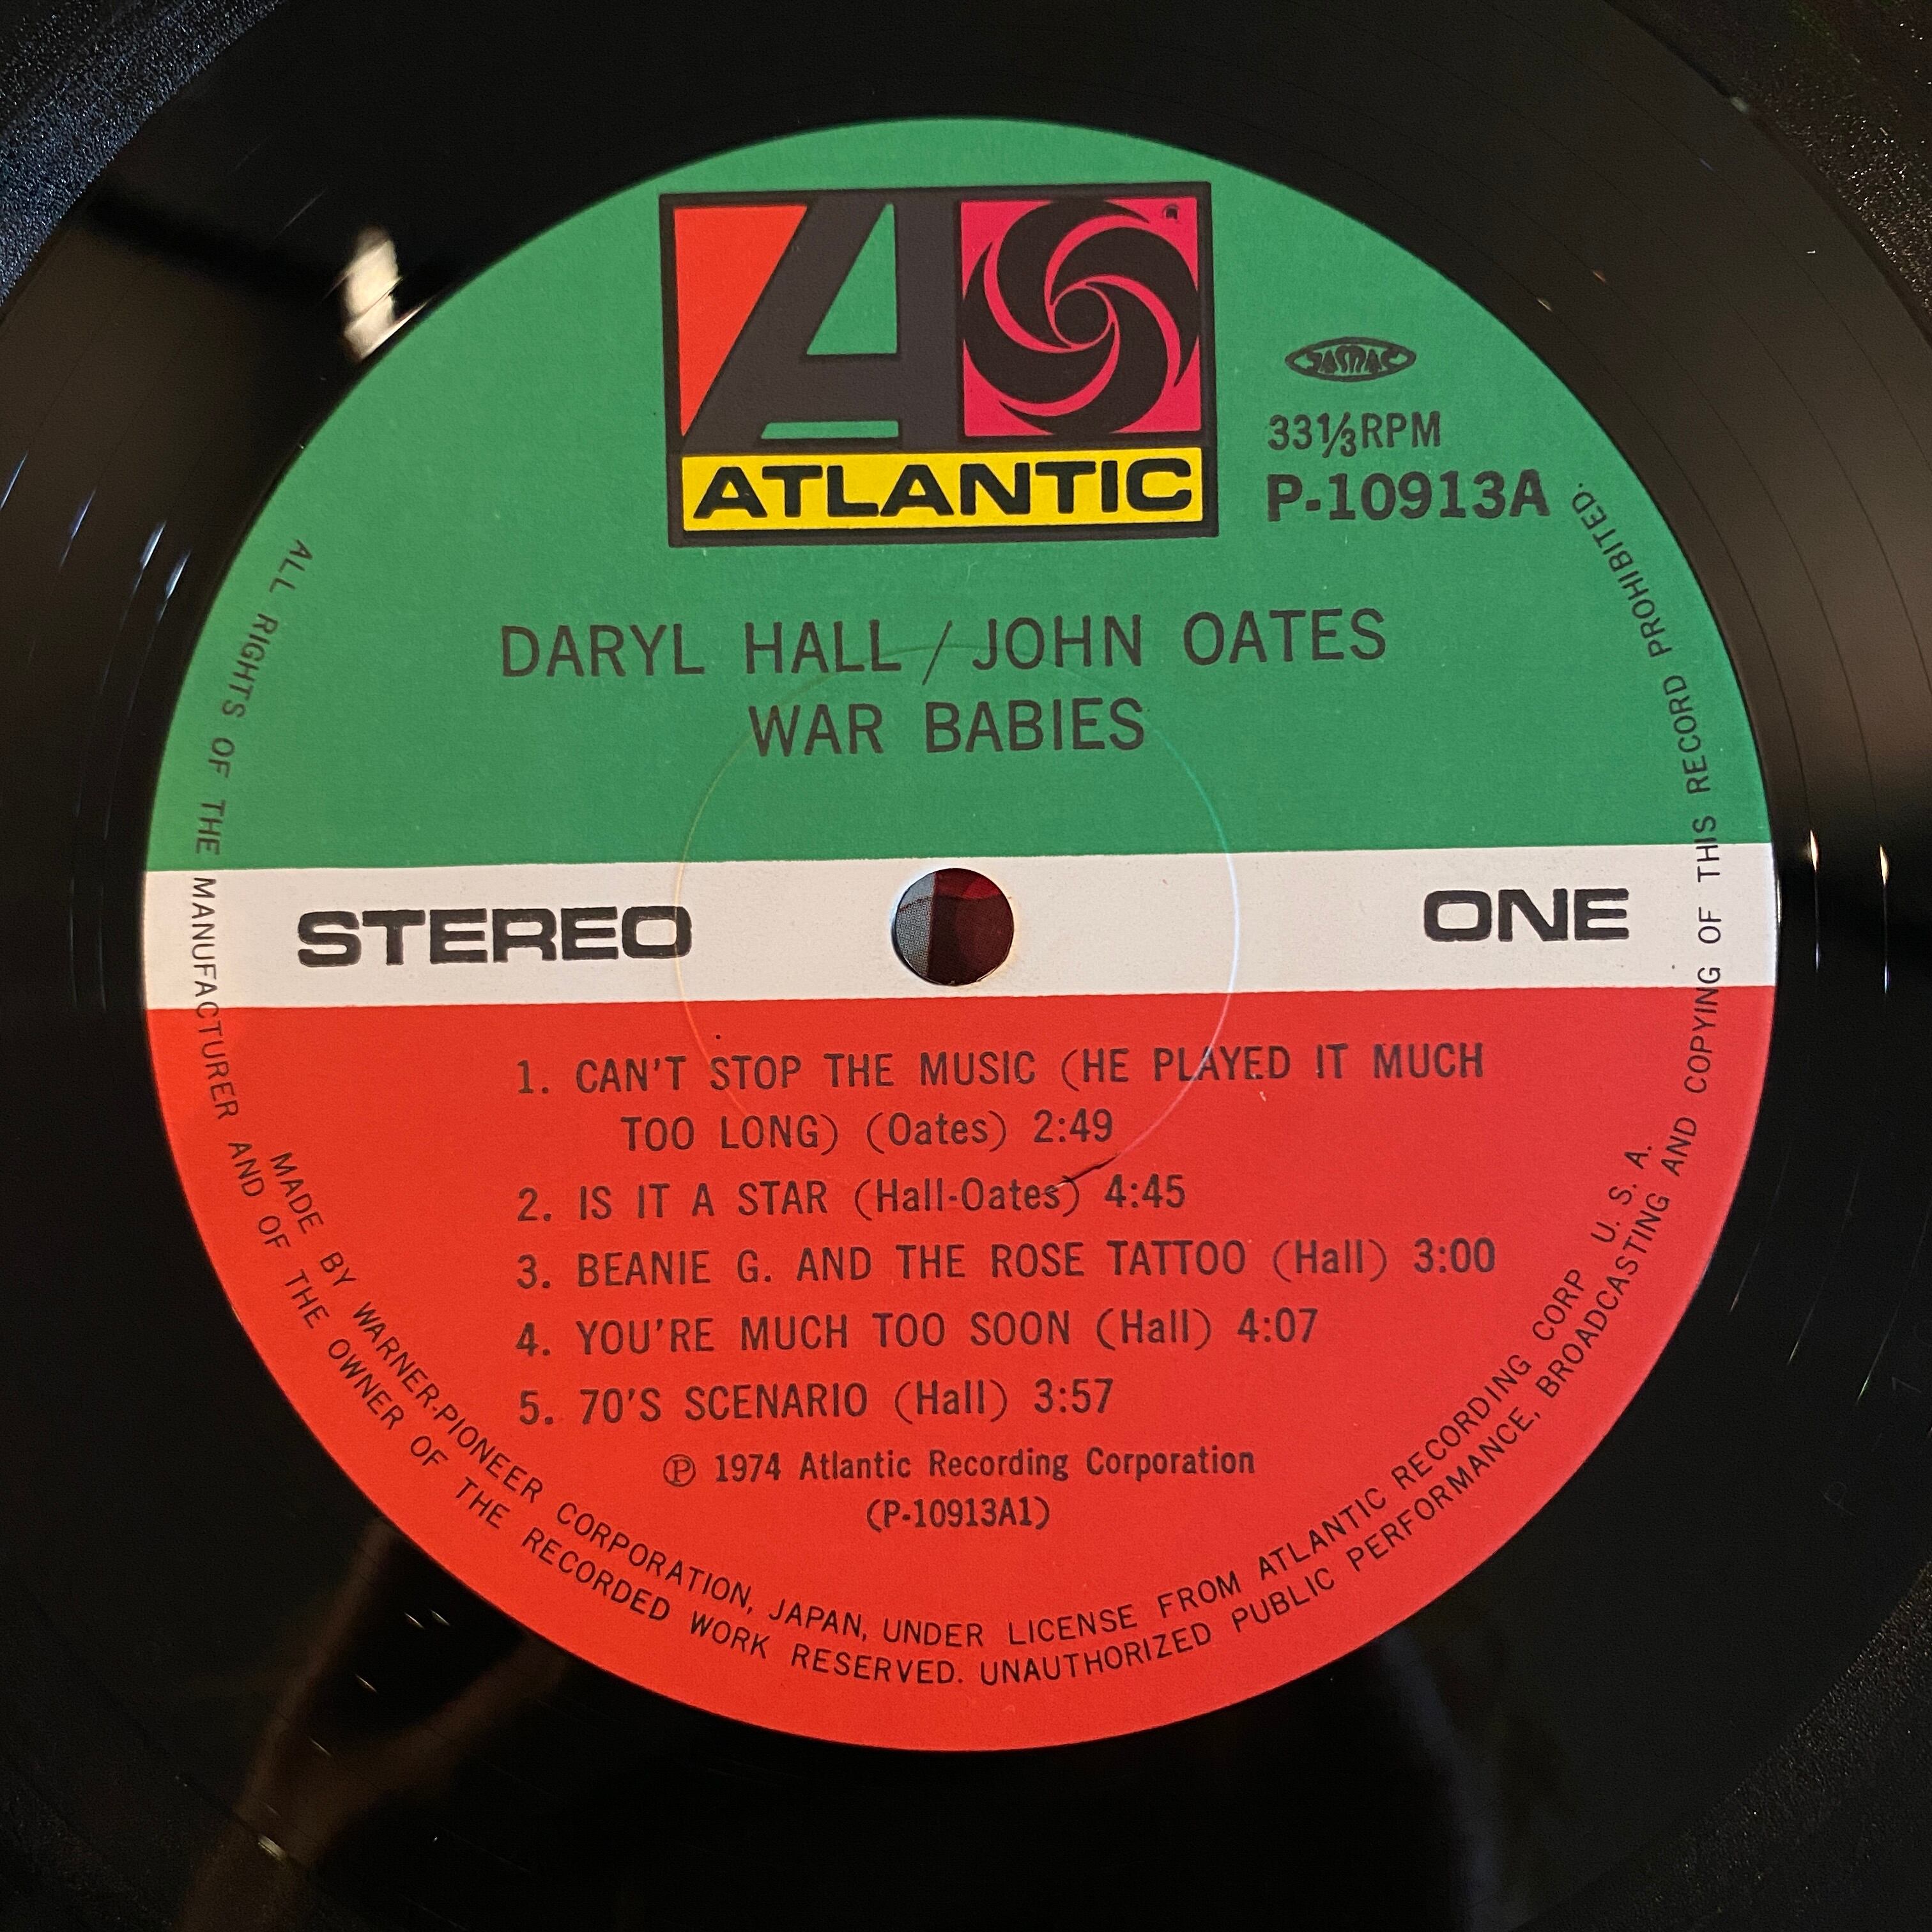 ATLANTIC
JASRAC
33⅓RPM
P-10913A
DARYL HALL / JOHN OATES
WAR BABIES
STEREO
ONE
1. CAN'T STOP THE MUSIC (HE PLAYED IT MUCH
TOO LONG) (Oates) 2:49
2. IS IT A STAR (Hall-Oates) 4:45
3. BEANIE G. AND THE ROSE TATTOO (Hall) 3:00
4. YOU'RE MUCH TOO SOON (Hall) 4:07
5. 70'S SCENARIO (Hall) 3:57
℗ 1974 Atlantic Recording Corporation
(P-10913A1)
MADE BY WARNER-PIONEER CORPORATION, JAPAN, UNDER LICENSE FROM ATLANTIC RECORDING CORP U. S. A.
ALL RIGHTS OF THE MANUFACTURER AND OF THE OWNER OF THE RECORDED WORK RESERVED. UNAUTHORIZED PUBLIC PERFORMANCE, BROADCASTING AND COPYING OF THIS RECORD PROHIBITED.